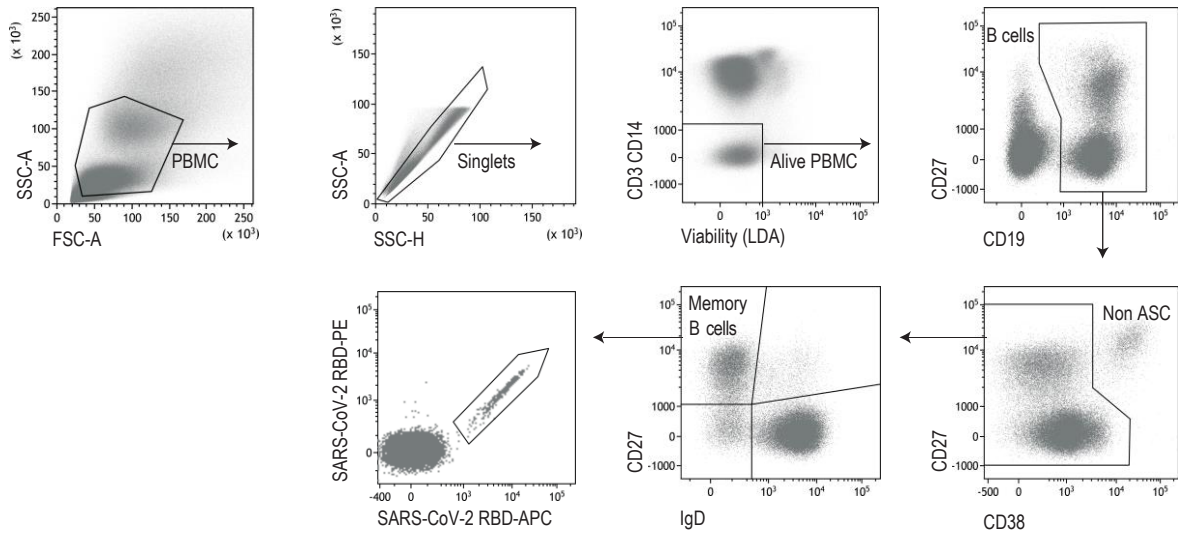 (x 10³)
250
200
150
100
50
0
SSC-A
PBMC
0 50 100 150 200 250
FSC-A
(x 10³)
(x 10³)
150
100
50
0
SSC-A
Singlets
0 50 100 150
SSC-H
(x 10³)
10⁵
10⁴
1000
0
-1000
CD3 CD14
Alive PBMC
0 10³ 10⁴ 10⁵
Viability (LDA)
B cells
10⁵
10⁴
1000
0
-1000
CD27
0 10³ 10⁴ 10⁵
CD19
10⁵
10⁴
10³
0
SARS-CoV-2 RBD-PE
-400 0 10³ 10⁴ 10⁵
SARS-CoV-2 RBD-APC
Memory
B cells
10⁵
10⁴
1000
0
-1000
CD27
0 10³ 10⁴ 10⁵
IgD
Non ASC
10⁵
10⁴
1000
0
-1000
CD27
-500 0 10³ 10⁴ 10⁵
CD38